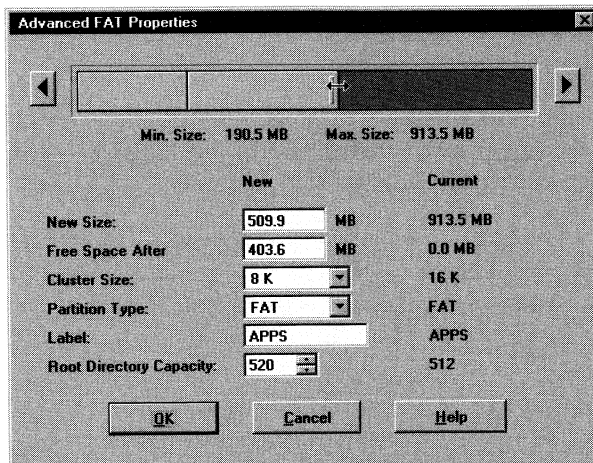 Advanced FAT Properties
Min. Size: 190.5 MB Max. Size: 913.5 MB
New Current
New Size: 509.9 MB 913.5 MB
Free Space After 403.6 MB 0.0 MB
Cluster Size: 8 K 16 K
Partition Type: FAT FAT
Label: APPS APPS
Root Directory Capacity: 520 512
OK Cancel Help